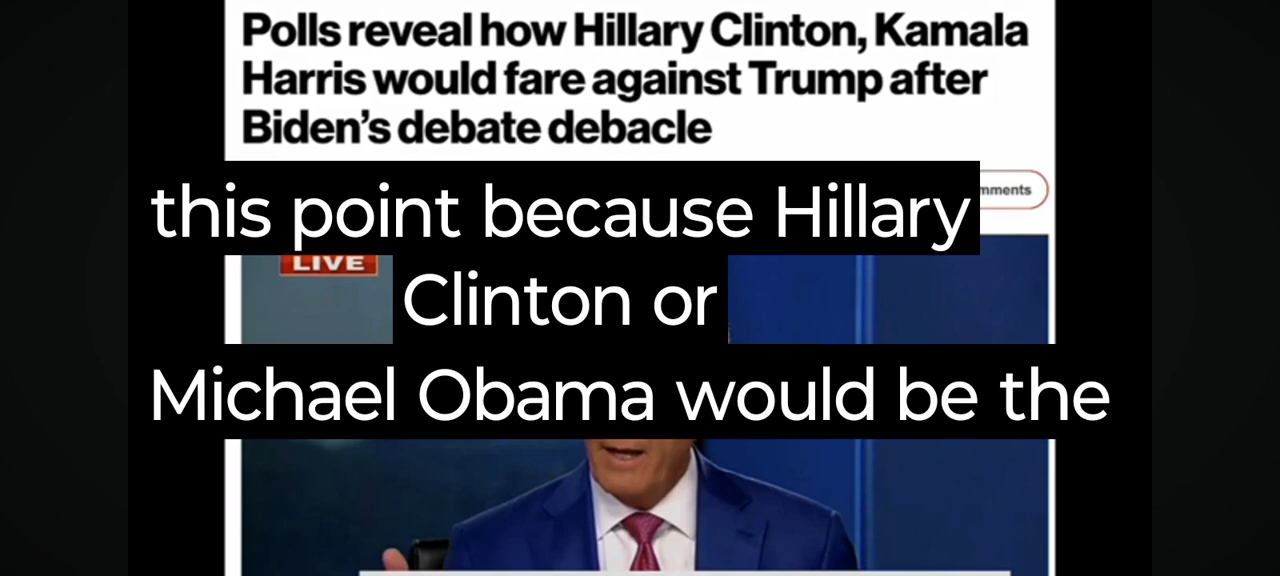 Polls reveal how Hillary Clinton, Kamala
Harris would fare against Trump after
Biden’s debate debacle
mments
this point because Hillary
LIVE
Clinton or
Michael Obama would be the